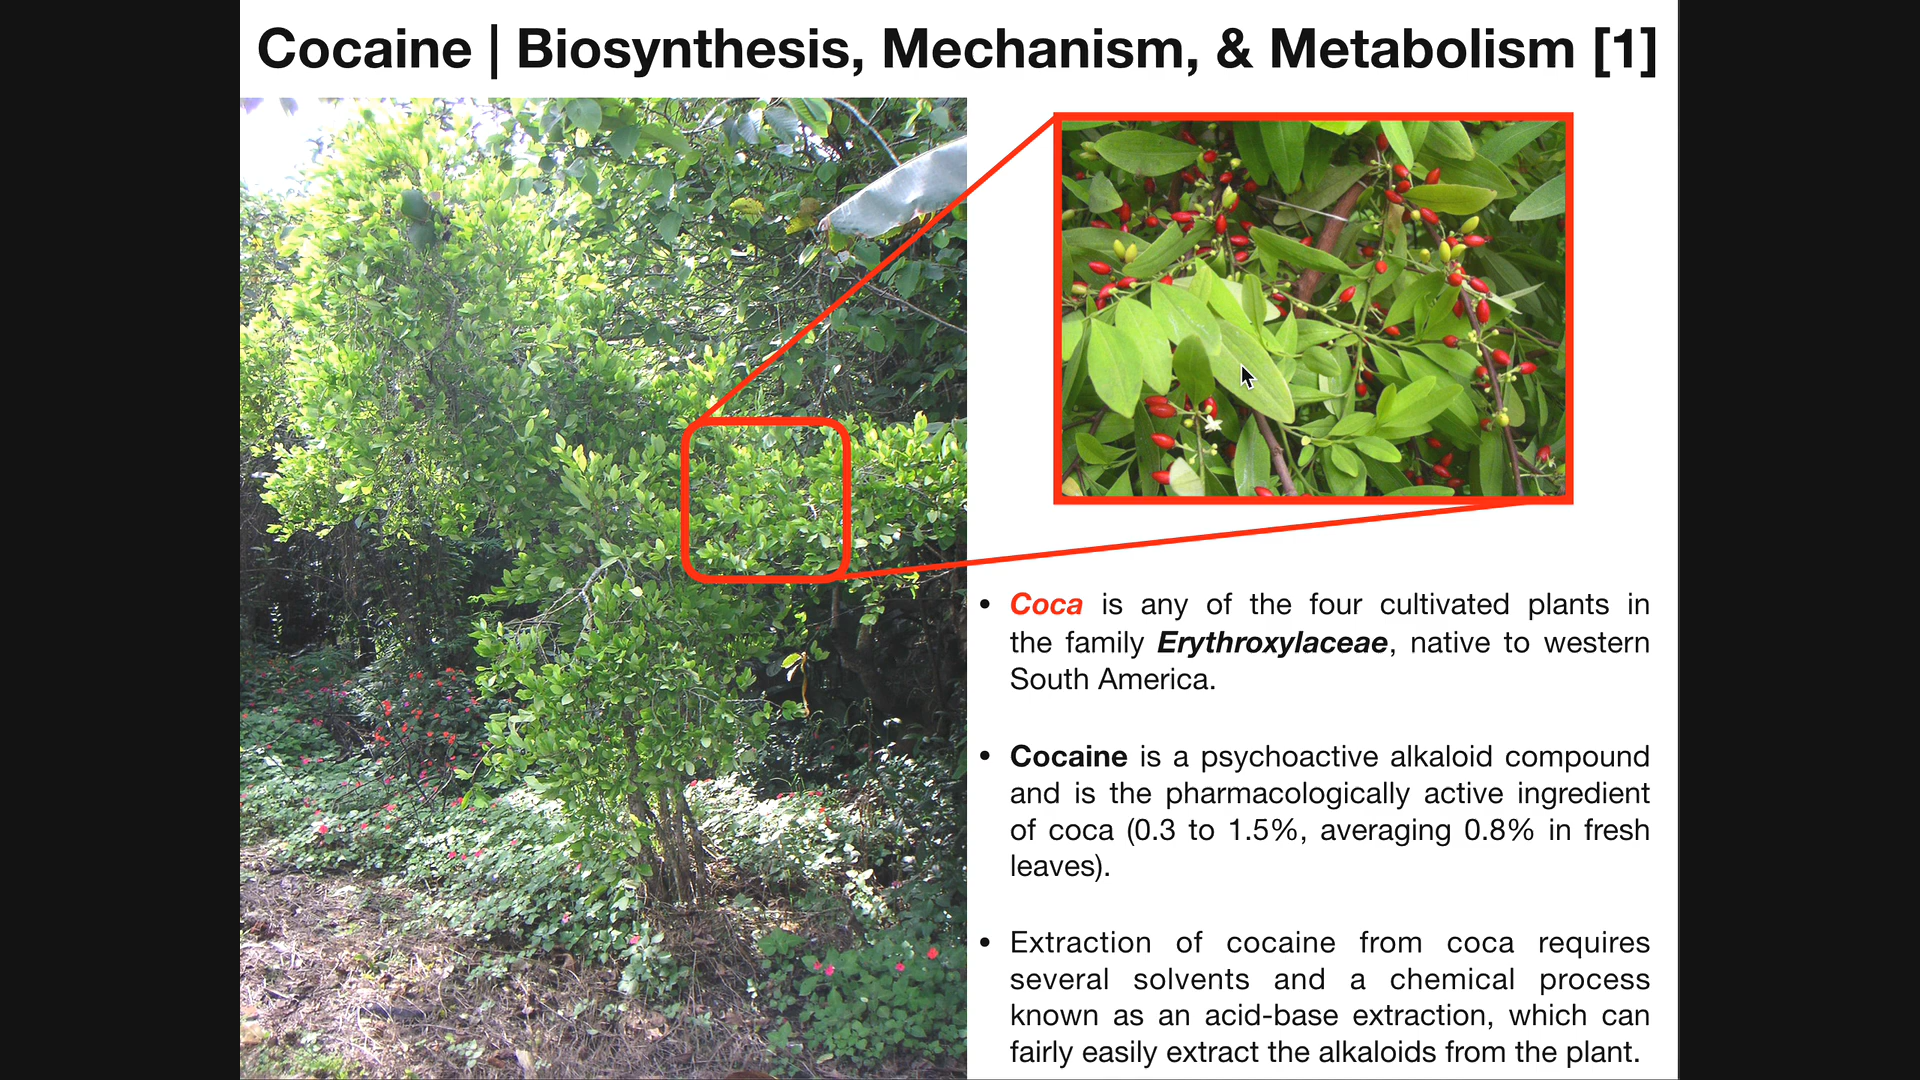 Cocaine | Biosynthesis, Mechanism, & Metabolism [1]
• Coca is any of the four cultivated plants in
the family Erythroxylaceae, native to western
South America.
• Cocaine is a psychoactive alkaloid compound
and is the pharmacologically active ingredient
of coca (0.3 to 1.5%, averaging 0.8% in fresh
leaves).
• Extraction of cocaine from coca requires
several solvents and a chemical process
known as an acid-base extraction, which can
fairly easily extract the alkaloids from the plant.